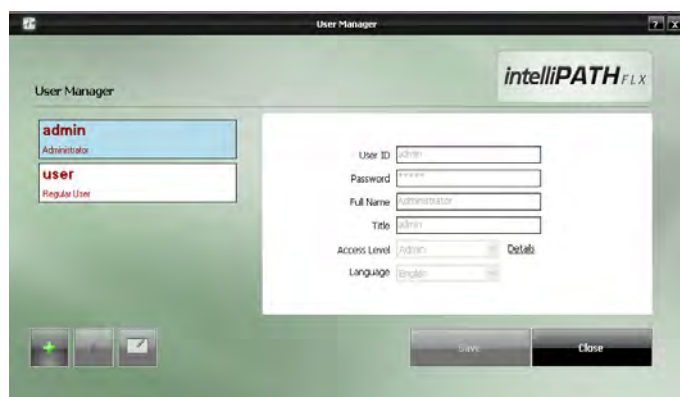 User Manager
? X
intelliPATH FLX
User Manager
admin
Administrator
user
Regular User
User ID admin
Password *****
Full Name Administrator
Title admin
Access Level Admin Details
Language English
Save Close